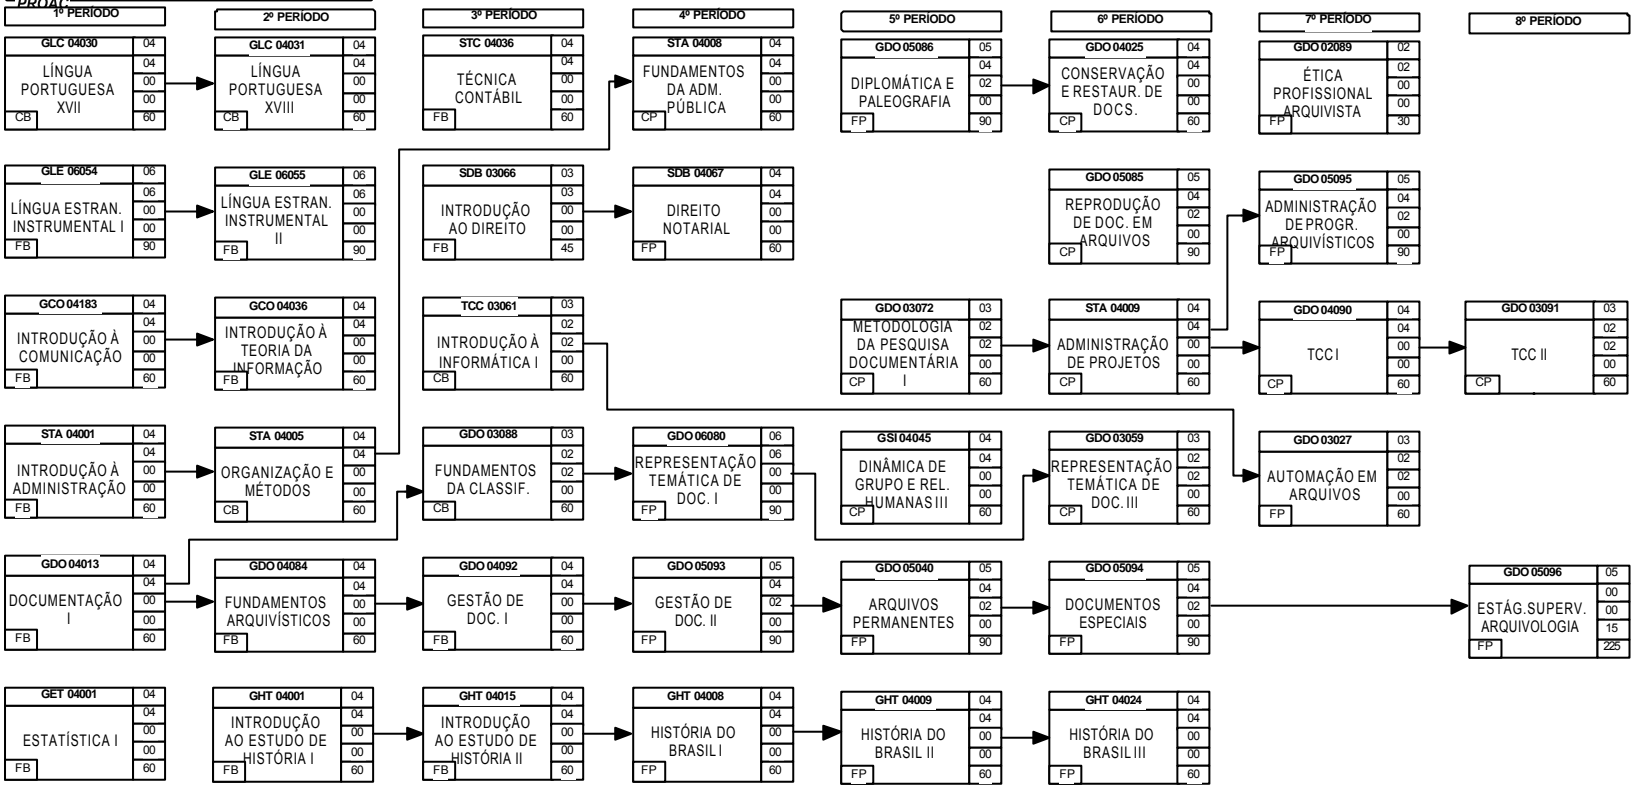 PROAC
1º PERÍODO
2º PERÍODO
3º PERÍODO
4º PERÍODO
5º PERÍODO
6º PERÍODO
7º PERÍODO
8º PERÍODO
GLC 04030 04
04
LÍNGUA
PORTUGUESA
XVII
00
00
CB 60
GLC 04031 04
04
LÍNGUA
PORTUGUESA
XVIII
00
00
CB 60
STC 04036 04
04
TÉCNICA
CONTÁBIL
00
00
FB 60
STA 04008 04
04
FUNDAMENTOS
DA ADM.
PÚBLICA
00
00
CP 60
GDO 05086 05
04
DIPLOMÁTICA E
PALEOGRAFIA
02
00
FP 90
GDO 04025 04
04
CONSERVAÇÃO
E RESTAUR. DE
DOCS.
00
00
CP 60
GDO 02089 02
02
ÉTICA
PROFISSIONAL
ARQUIVISTA
00
00
FP 30
GLE 06054 06
06
LÍNGUA ESTRAN.
INSTRUMENTAL I
00
00
FB 90
GLE 06055 06
06
LÍNGUA ESTRAN.
INSTRUMENTAL
II
00
00
FB 90
SDB 03066 03
03
INTRODUÇÃO
AO DIREITO
00
00
FB 45
SDB 04067 04
04
DIREITO
NOTARIAL
00
00
FP 60
GDO 05085 05
04
REPRODUÇÃO
DE DOC. EM
ARQUIVOS
02
00
CP 90
GDO 05095 05
04
ADMINISTRAÇÃO
DE PROGR.
ARQUIVÍSTICOS
02
00
FP 90
GCO 04183 04
04
INTRODUÇÃO À
COMUNICAÇÃO
00
00
FB 60
GCO 04036 04
04
INTRODUÇÃO À
TEORIA DA
INFORMAÇÃO
00
00
FB 60
TCC 03061 03
02
INTRODUÇÃO À
INFORMÁTICA I
02
00
CB 60
GDO 03072 03
02
METODOLOGIA
DA PESQUISA
DOCUMENTÁRIA
I
02
00
CP 60
STA 04009 04
04
ADMINISTRAÇÃO
DE PROJETOS
00
00
CP 60
GDO 04090 04
04
TCC I
00
00
CP 60
GDO 03091 03
02
TCC II
02
00
CP 60
STA 04001 04
04
INTRODUÇÃO À
ADMINISTRAÇÃO
00
00
FB 60
STA 04005 04
04
ORGANIZAÇÃO E
MÉTODOS
00
00
CB 60
GDO 03088 03
02
FUNDAMENTOS
DA CLASSIF.
02
00
CB 60
GDO 06080 06
06
REPRESENTAÇÃO
TEMÁTICA DE
DOC. I
00
00
FP 90
GSI 04045 04
04
DINÂMICA DE
GRUPO E REL.
HUMANAS III
00
00
CP 60
GDO 03059 03
02
REPRESENTAÇÃO
TEMÁTICA DE
DOC. III
02
00
CP 60
GDO 03027 03
02
AUTOMAÇÃO EM
ARQUIVOS
02
00
FP 60
GDO 04013 04
04
DOCUMENTAÇÃO
I
00
00
FB 60
GDO 04084 04
04
FUNDAMENTOS
ARQUIVÍSTICOS
00
00
FB 60
GDO 04092 04
04
GESTÃO DE
DOC. I
00
00
FB 60
GDO 05093 05
04
GESTÃO DE
DOC. II
02
00
FP 90
GDO 05040 05
04
ARQUIVOS
PERMANENTES
02
00
FP 90
GDO 05094 05
04
DOCUMENTOS
ESPECIAIS
02
00
FP 90
GDO 05096 05
00
ESTÁG.SUPERV.
ARQUIVOLOGIA
00
15
FP 225
GET 04001 04
04
ESTATÍSTICA I
00
00
FB 60
GHT 04001 04
04
INTRODUÇÃO
AO ESTUDO DE
HISTÓRIA I
00
00
FB 60
GHT 04015 04
04
INTRODUÇÃO
AO ESTUDO DE
HISTÓRIA II
00
00
FB 60
GHT 04008 04
04
HISTÓRIA DO
BRASIL I
00
00
FP 60
GHT 04009 04
04
HISTÓRIA DO
BRASIL II
00
00
FP 60
GHT 04024 04
04
HISTÓRIA DO
BRASIL III
00
00
FP 60